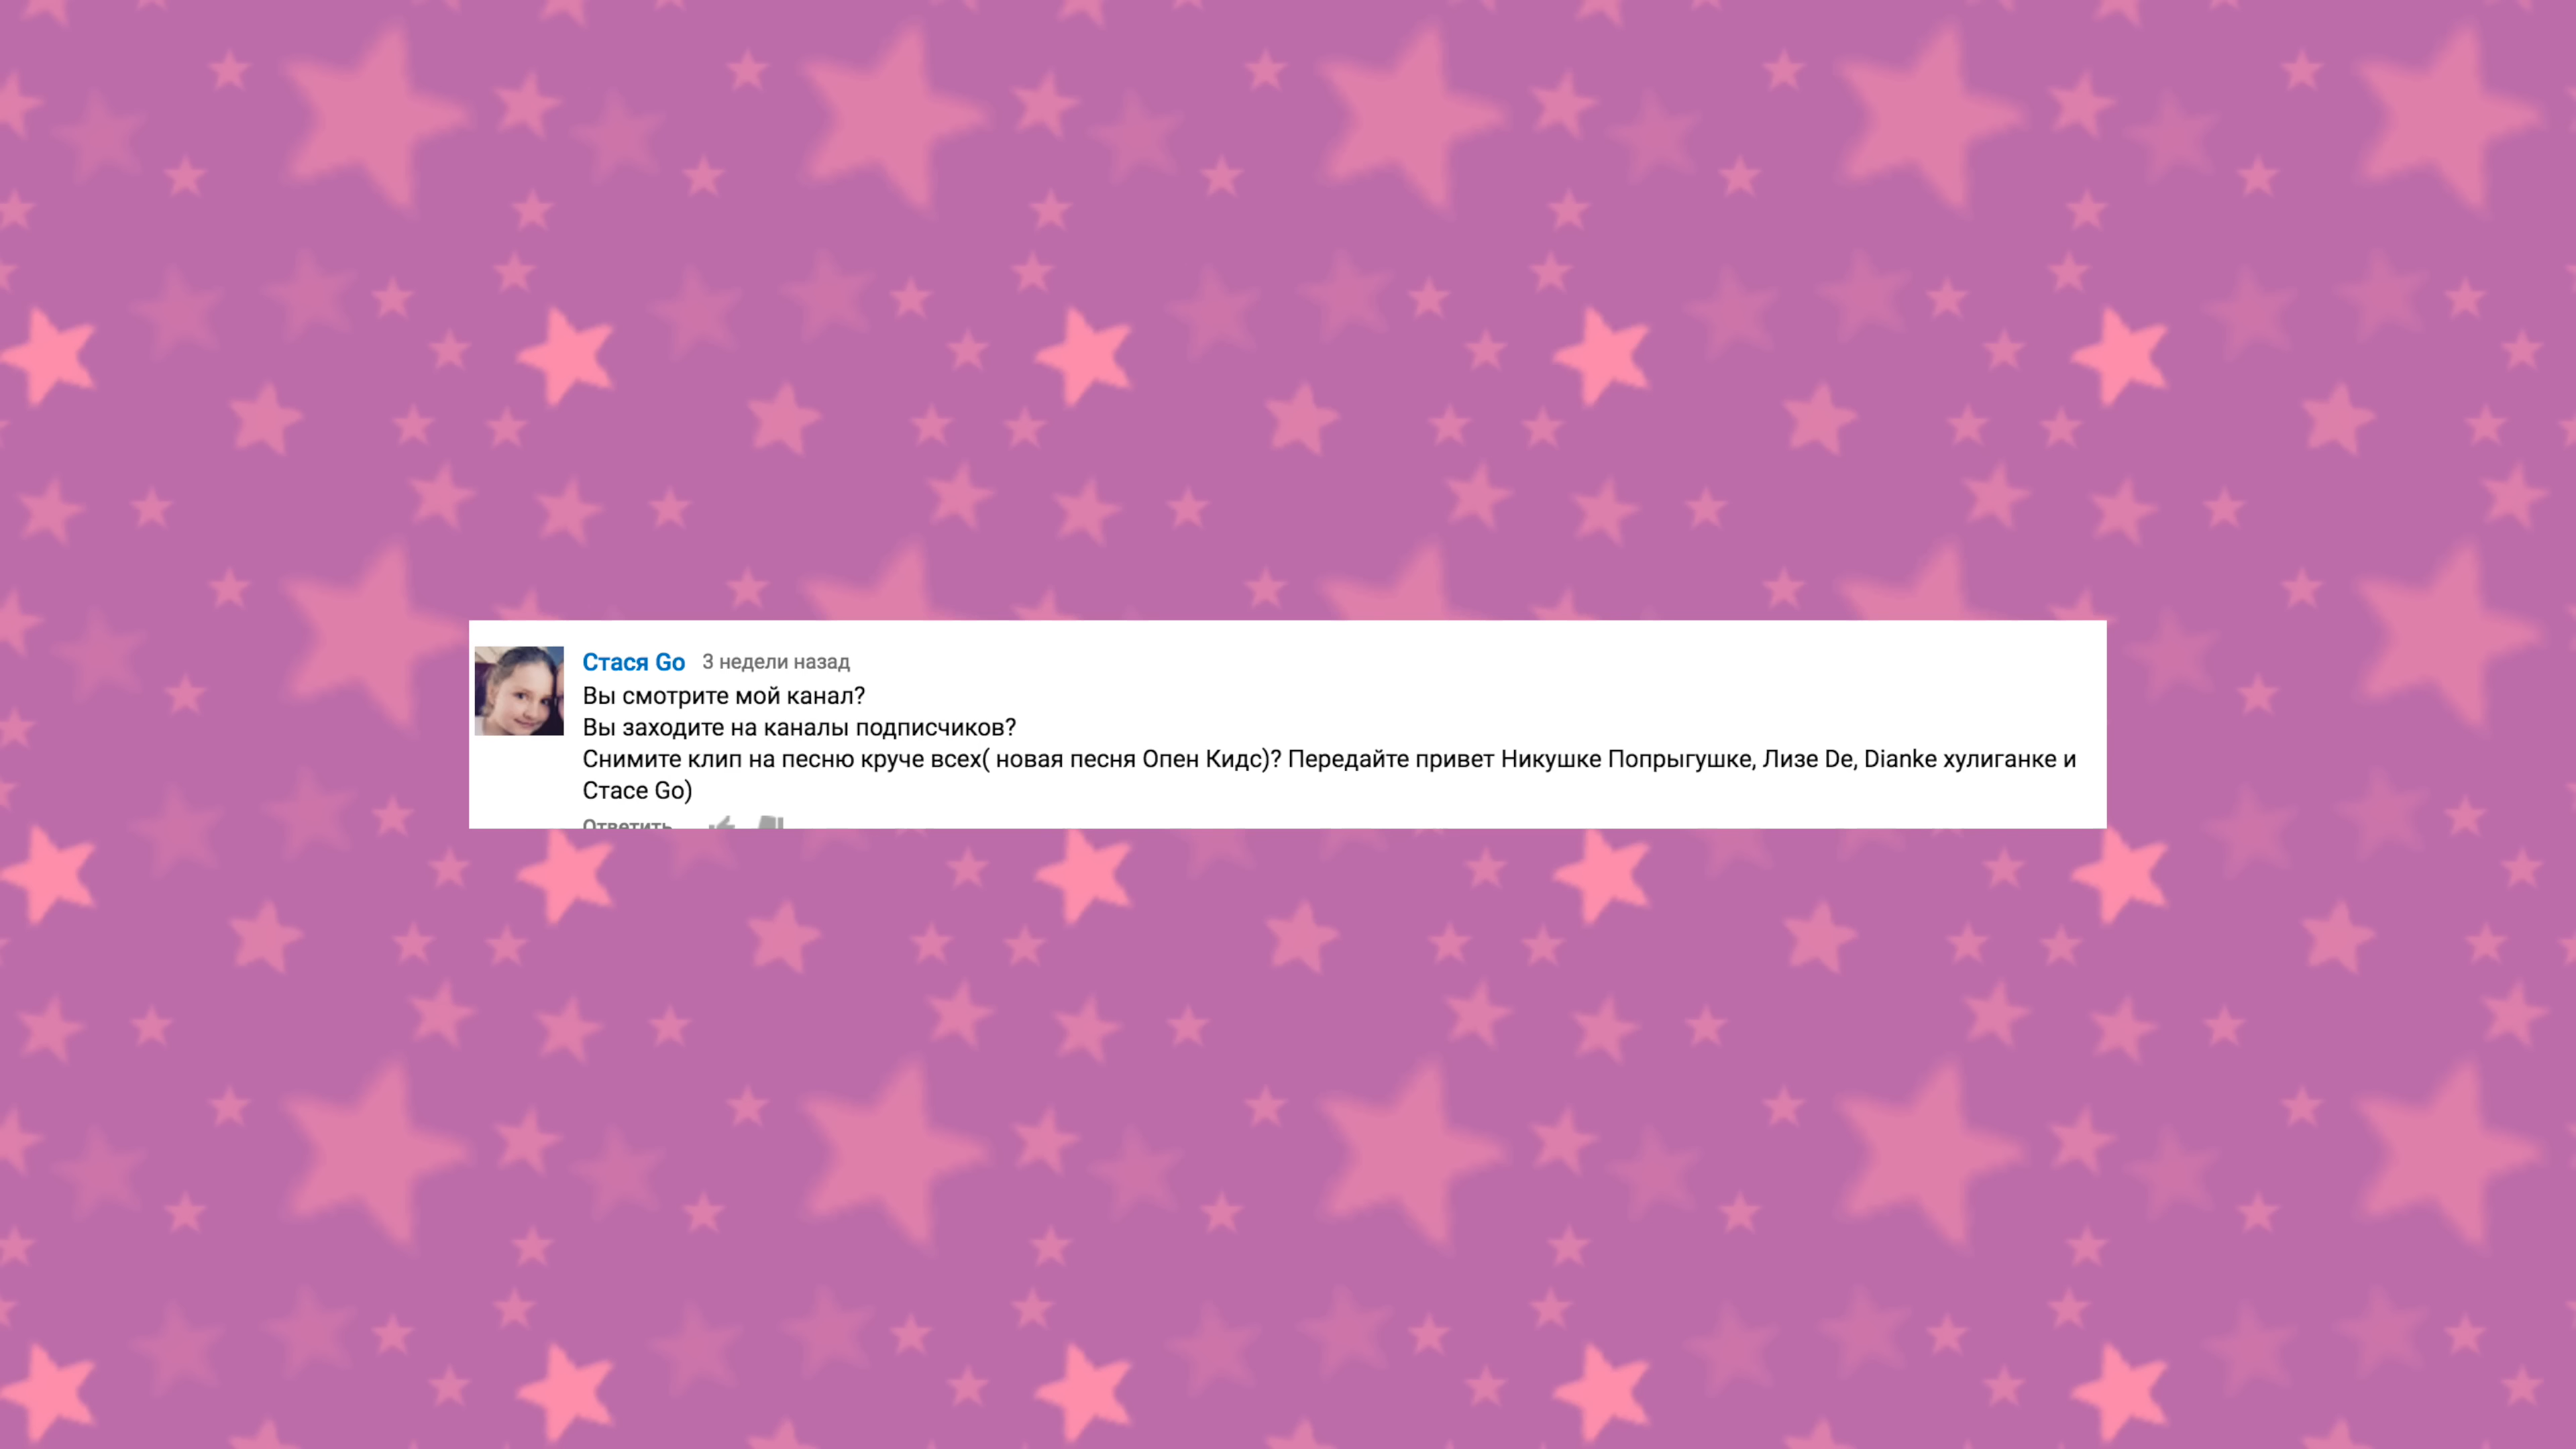 Стася Go 3 недели назад
Вы смотрите мой канал?
Вы заходите на каналы подписчиков?
Снимите клип на песню круче всех( новая песня Опен Кидс)? Передайте привет Никушке Попрыгушке, Лизе De, Dianke хулиганке и
Стасе Go)
Ответить